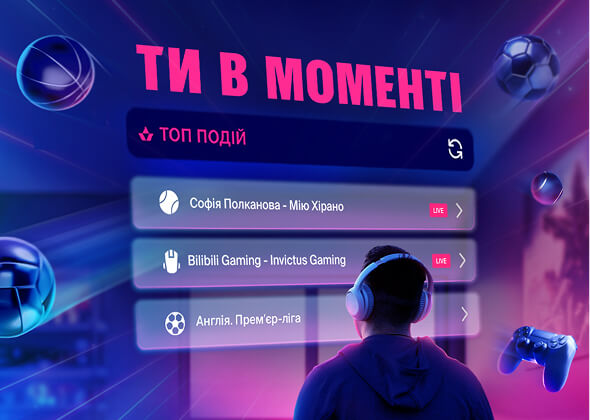 ТИ В МОМЕНТІ
ТОП ПОДІЙ
Софія Полканова - Мію Хірано LIVE
Bilibili Gaming - Invictus Gaming LIVE
Англія. Прем'єр-ліга